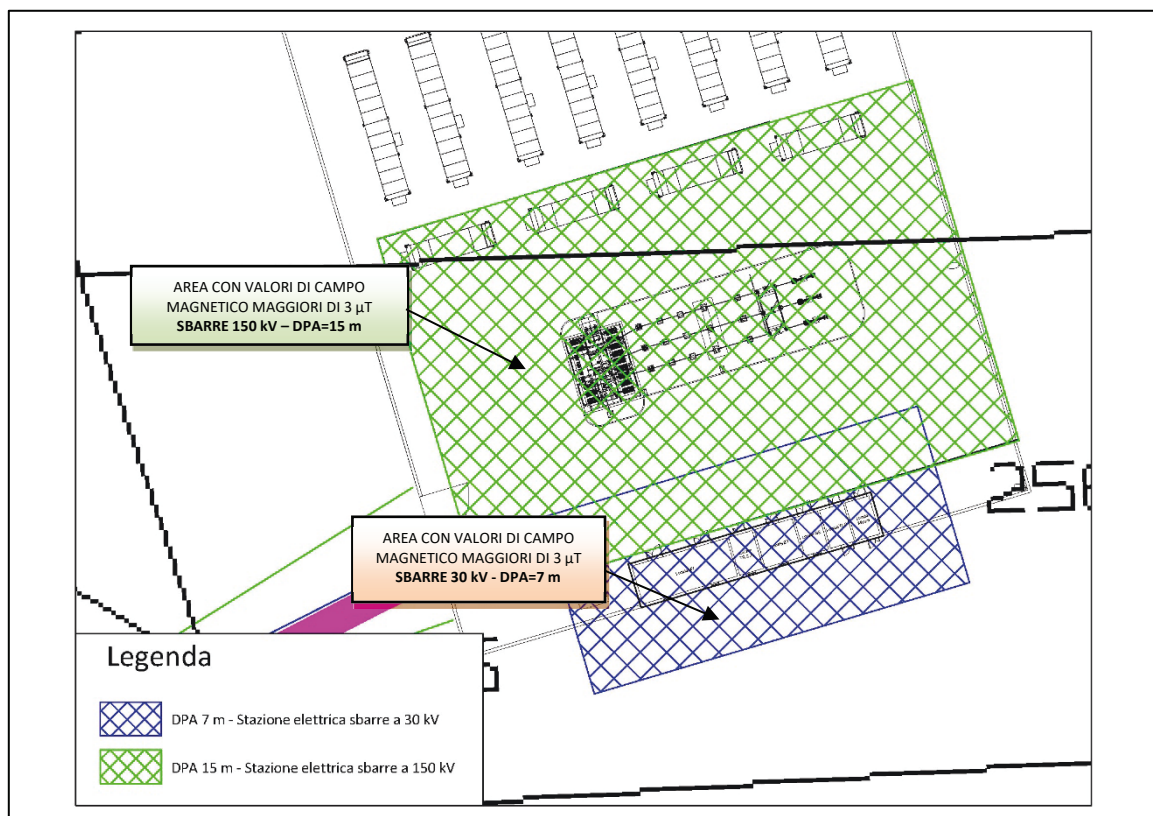 AREA CON VALORI DI CAMPO
MAGNETICO MAGGIORI DI 3 µT
SBARRE 150 kV – DPA=15 m
AREA CON VALORI DI CAMPO
MAGNETICO MAGGIORI DI 3 µT
SBARRE 30 kV - DPA=7 m
Legenda
DPA 7 m - Stazione elettrica sbarre a 30 kV
DPA 15 m - Stazione elettrica sbarre a 150 kV